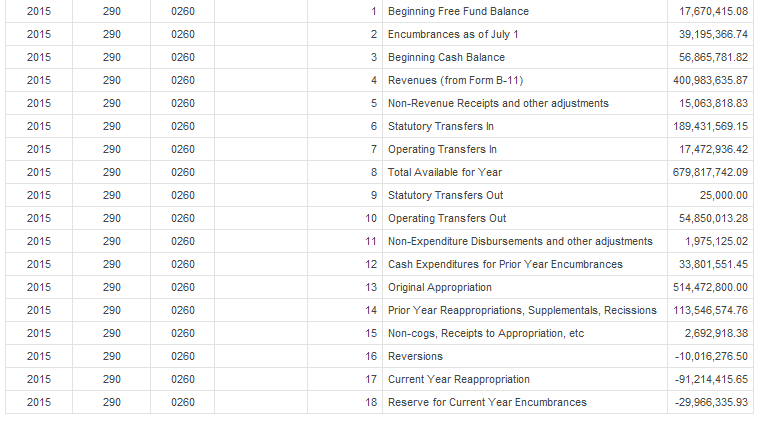 2015 290 0260 1 Beginning Free Fund Balance 17,670,415.08
2015 290 0260 2 Encumbrances as of July 1 39,195,366.74
2015 290 0260 3 Beginning Cash Balance 56,865,781.82
2015 290 0260 4 Revenues (from Form B-11) 400,983,635.87
2015 290 0260 5 Non-Revenue Receipts and other adjustments 15,063,818.83
2015 290 0260 6 Statutory Transfers In 189,431,569.15
2015 290 0260 7 Operating Transfers In 17,472,936.42
2015 290 0260 8 Total Available for Year 679,817,742.09
2015 290 0260 9 Statutory Transfers Out 25,000.00
2015 290 0260 10 Operating Transfers Out 54,850,013.28
2015 290 0260 11 Non-Expenditure Disbursements and other adjustments 1,975,125.02
2015 290 0260 12 Cash Expenditures for Prior Year Encumbrances 33,801,551.45
2015 290 0260 13 Original Appropriation 514,472,800.00
2015 290 0260 14 Prior Year Reappropriations, Supplementals, Recissions 113,546,574.76
2015 290 0260 15 Non-cogs, Receipts to Appropriation, etc 2,692,918.38
2015 290 0260 16 Reversions -10,016,276.50
2015 290 0260 17 Current Year Reappropriation -91,214,415.65
2015 290 0260 18 Reserve for Current Year Encumbrances -29,966,335.93